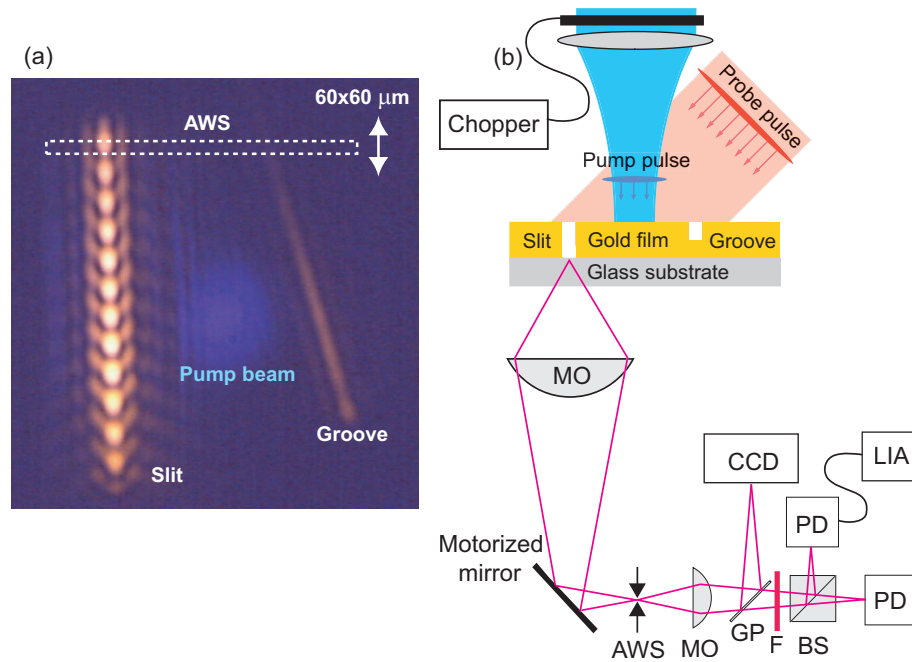 (a)
60x60 μm
AWS
Pump beam
Groove
Slit
(b)
Chopper
Probe pulse
Pump pulse
Slit
Gold film
Groove
Glass substrate
MO
CCD
LIA
PD
Motorized
mirror
PD
AWS
MO
GP
F
BS